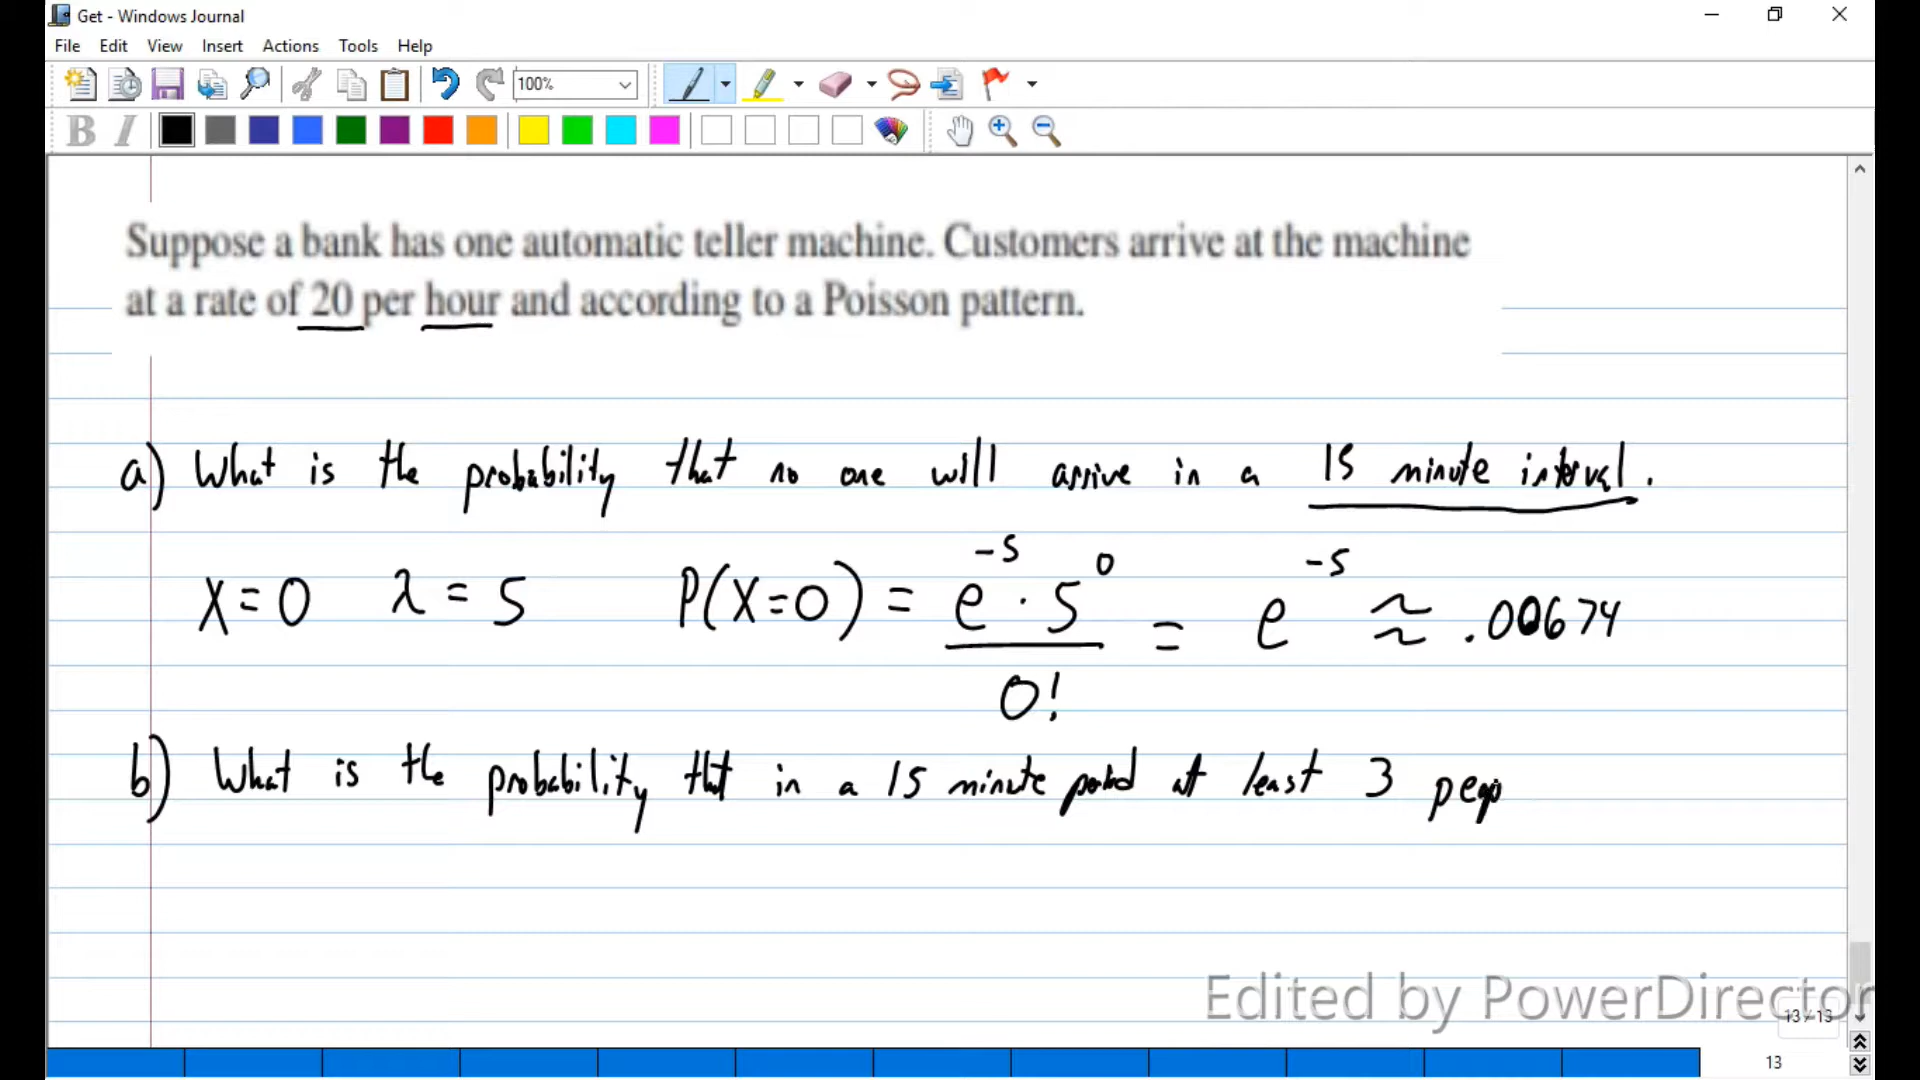 Get - Windows Journal
File Edit View Insert Actions Tools Help
100%
B I
Suppose a bank has one automatic teller machine. Customers arrive at the machine
at a rate of 20 per hour and according to a Poisson pattern.
a) What is the probability that no one will arrive in a 15 minute interval.
X=0 λ = 5 P(X=0) = e^-5 · 5^0 / 0! = e^-5 ≈ .00674
b) What is the probability tht in a 15 minute period at least 3 peop
Edited by PowerDirector
13 / 13
13